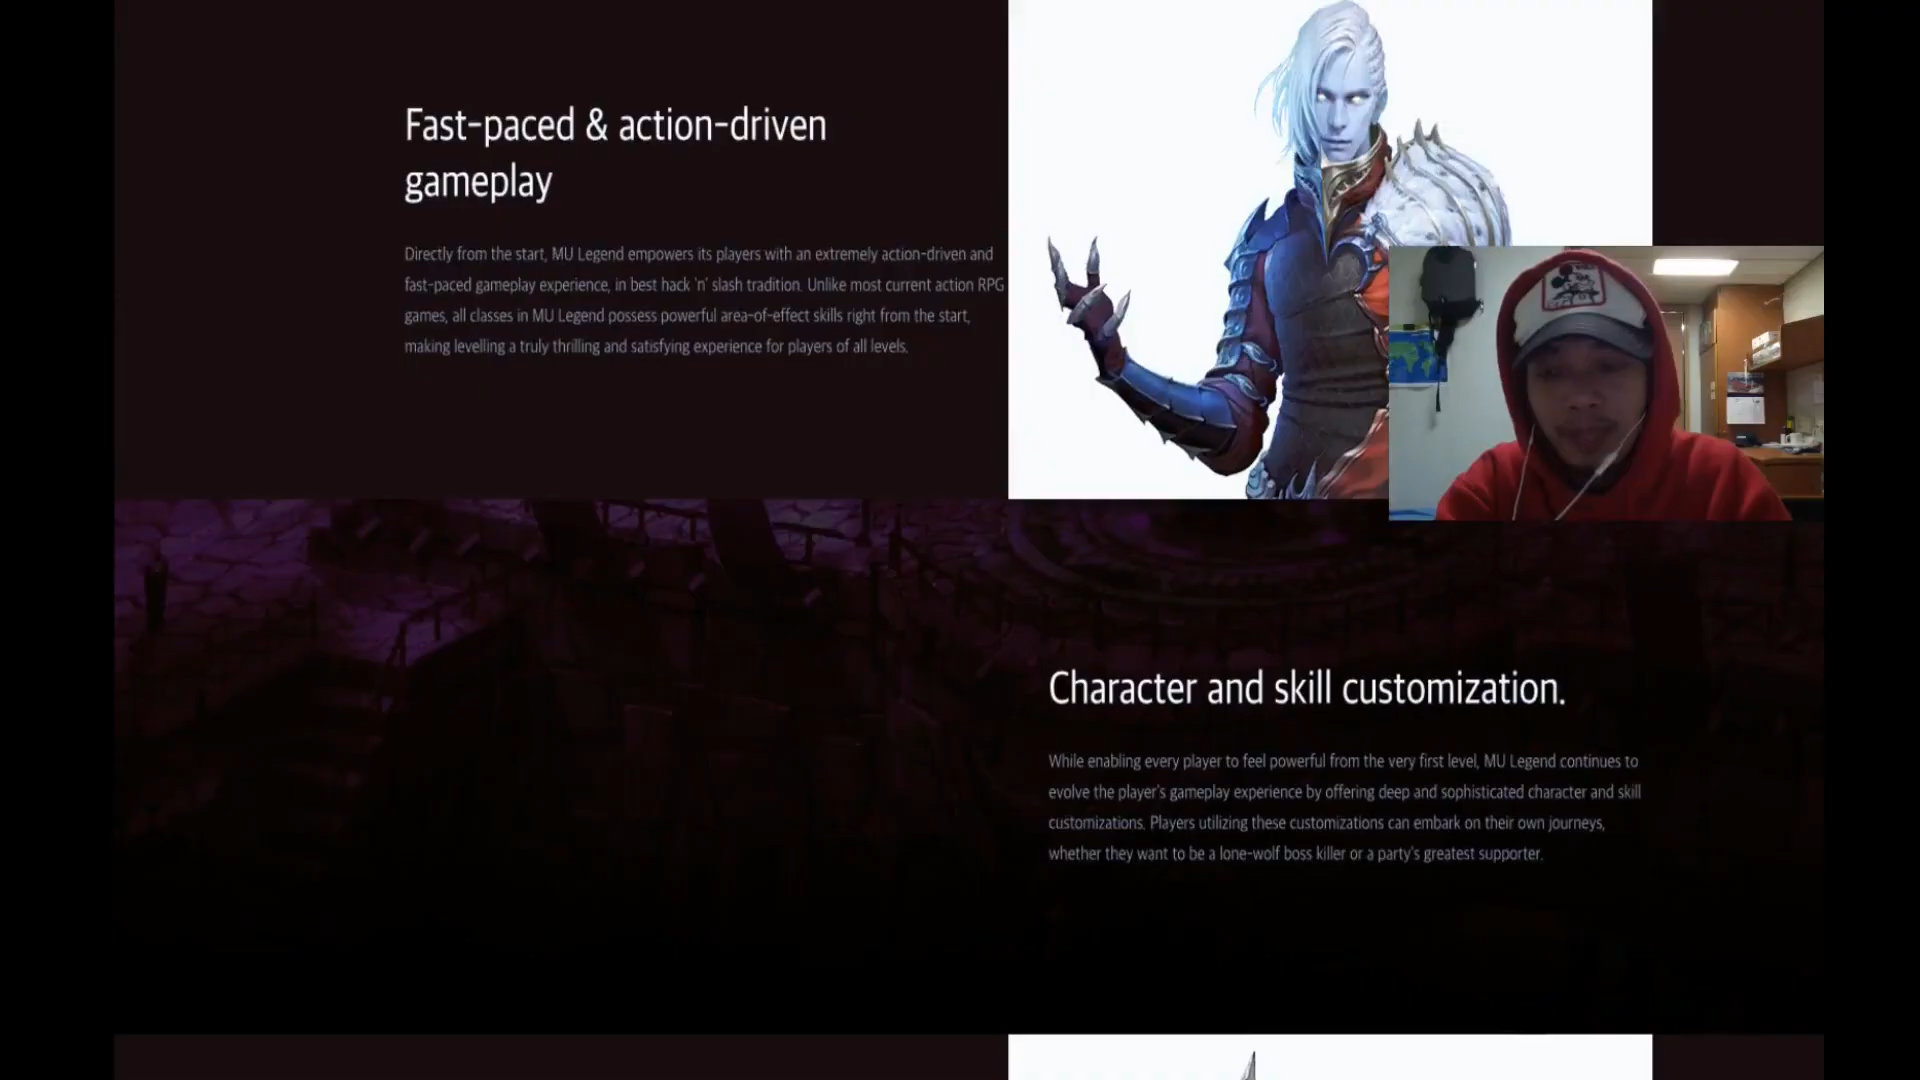 Fast-paced & action-driven
gameplay
Directly from the start, MU Legend empowers its players with an extremely action-driven and
fast-paced gameplay experience, in best hack 'n' slash tradition. Unlike most current action RPG
games, all classes in MU Legend possess powerful area-of-effect skills right from the start,
making levelling a truly thrilling and satisfying experience for players of all levels.
Character and skill customization.
While enabling every player to feel powerful from the very first level, MU Legend continues to
evolve the player's gameplay experience by offering deep and sophisticated character and skill
customizations. Players utilizing these customizations can embark on their own journeys,
whether they want to be a lone-wolf boss killer or a party's greatest supporter.